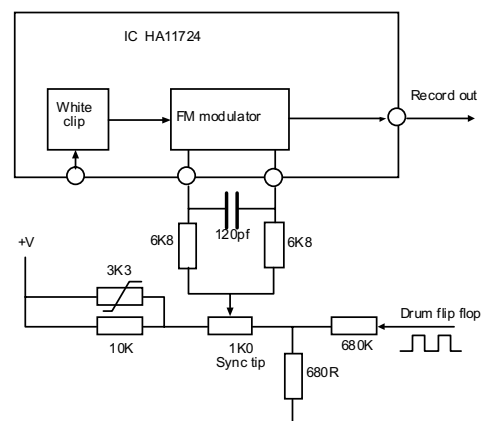 IC HA11724
White
clip
FM modulator
Record out
120pf
6K8
6K8
+V
3K3
10K
1K0
Sync tip
680K
Drum flip flop
680R